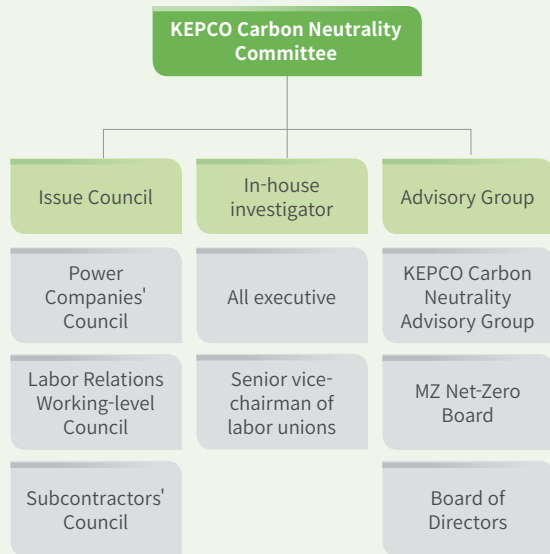 KEPCO Carbon Neutrality
Committee
Issue Council
In-house
investigator
Advisory Group
Power
Companies'
Council
All executive
KEPCO Carbon
Neutrality
Advisory Group
Labor Relations
Working-level
Council
Senior vice-
chairman of
labor unions
MZ Net-Zero
Board
Subcontractors'
Council
Board of
Directors